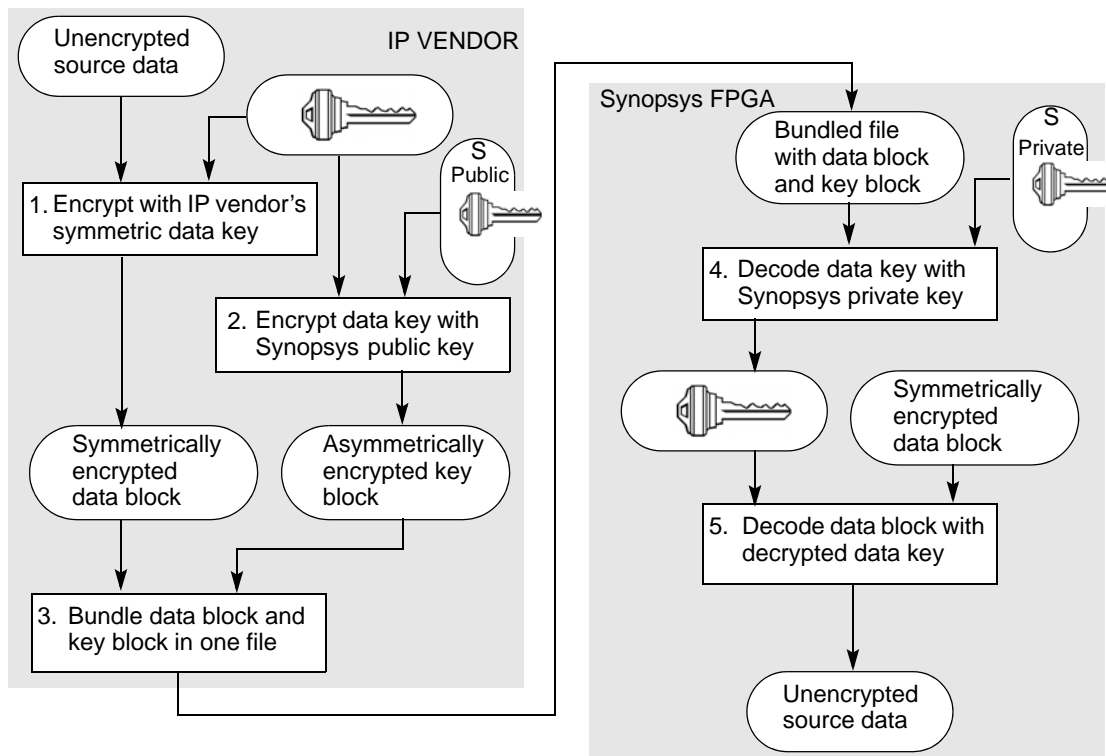 IP VENDOR
Unencrypted
source data
S
Public
1. Encrypt with IP vendor’s
symmetric data key
2. Encrypt data key with
Synopsys public key
Symmetrically
encrypted
data block
Asymmetrically
encrypted key
block
3. Bundle data block and
key block in one file
Synopsys FPGA
Bundled file
with data block
and key block
S
Private
4. Decode data key with
Synopsys private key
Symmetrically
encrypted
data block
5. Decode data block with
decrypted data key
Unencrypted
source data